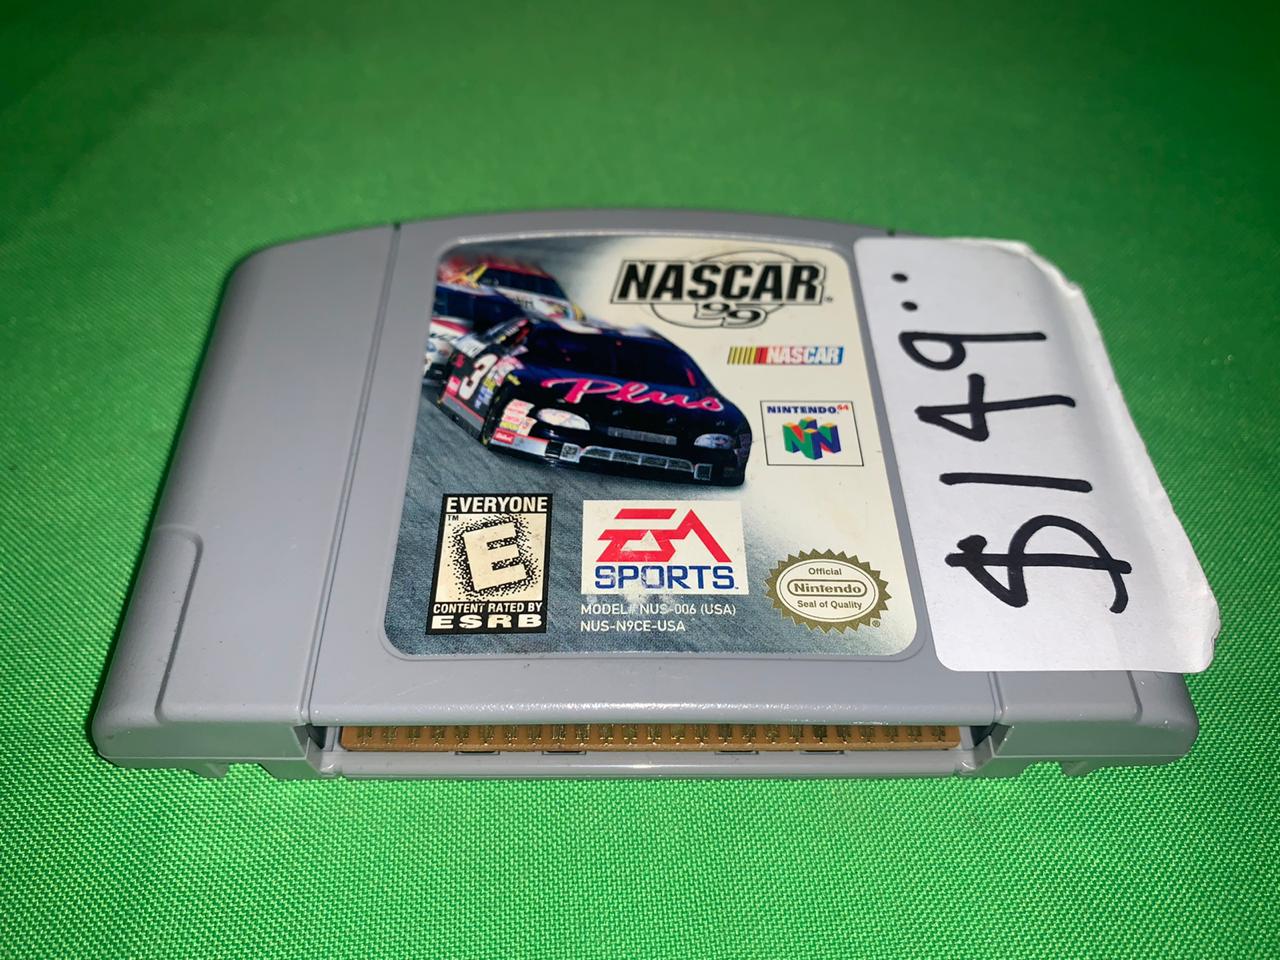 NASCAR
99
NASCAR
Plus
3
NINTENDO 64
EVERYONE
TM
E
CONTENT RATED BY
ESRB
EA
SPORTS
MODEL# NUS-006 (USA)
NUS-N9CE-USA
Official
Nintendo
Seal of Quality
®
$149..